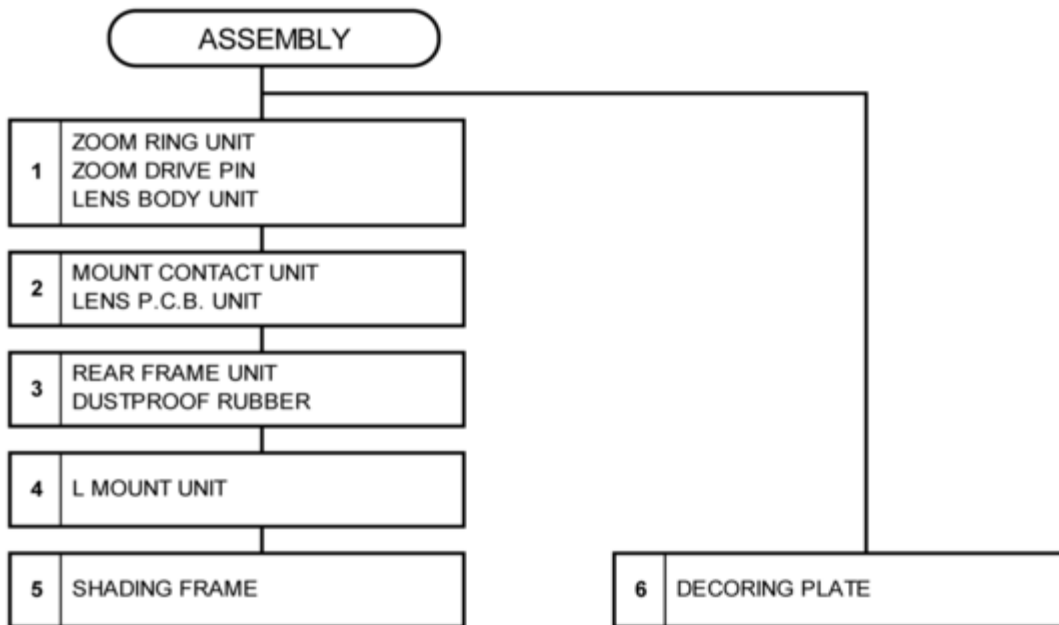 ASSEMBLY
1
ZOOM RING UNIT
ZOOM DRIVE PIN
LENS BODY UNIT
2
MOUNT CONTACT UNIT
LENS P.C.B. UNIT
3
REAR FRAME UNIT
DUSTPROOF RUBBER
4
L MOUNT UNIT
5
SHADING FRAME
6
DECORING PLATE